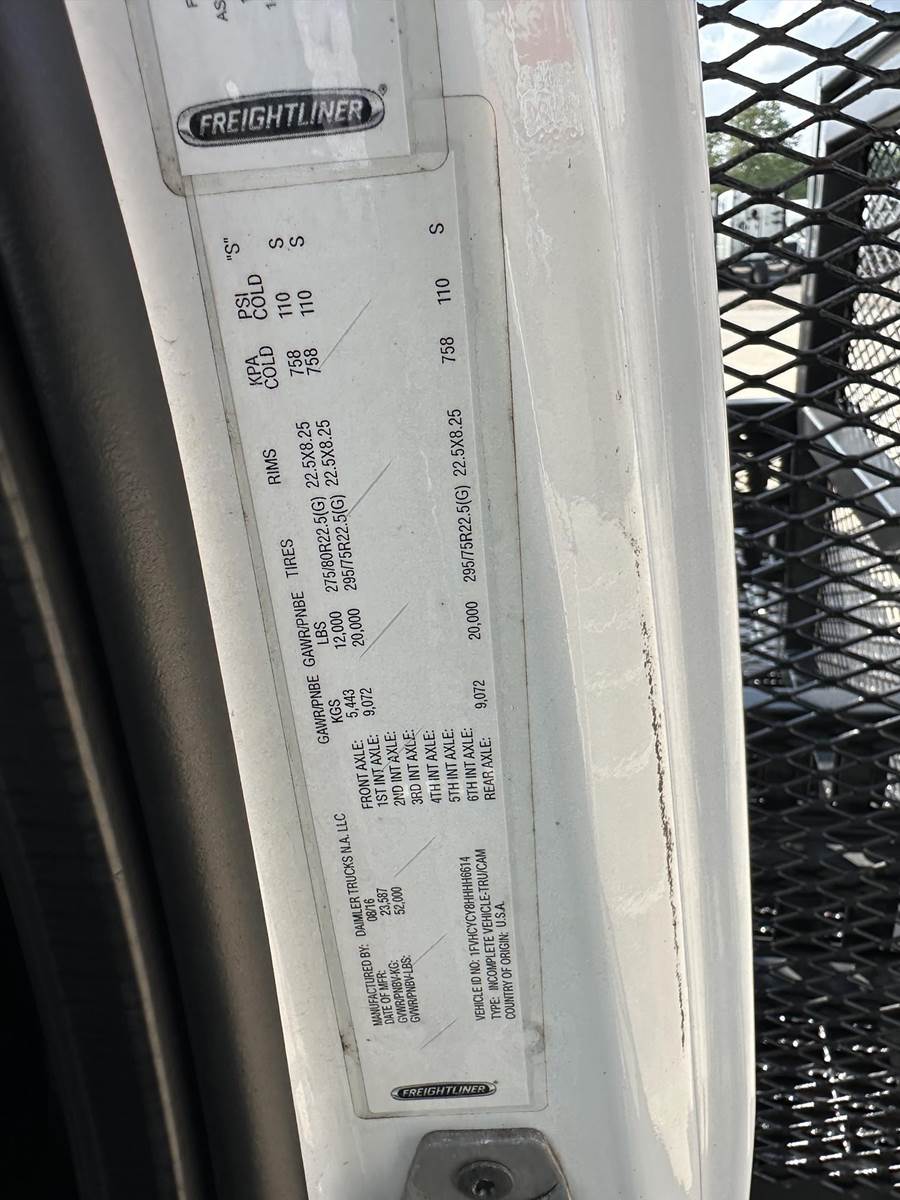 FREIGHTLINER®
MANUFACTURED BY: DAIMLER TRUCKS N.A. LLC
DATE OF MFR: 08/16
GVWR/PNBV-KG: 23,587
GVWR/PNBV-LBS: 52,000
VEHICLE ID NO: 1FVHCYCY8HHHH6614
TYPE: INCOMPLETE VEHICLE-TRU/CAM
COUNTRY OF ORIGIN: U.S.A.
GAWR/PNBE KGS GAWR/PNBE LBS TIRES RIMS KPA COLD PSI COLD "S"
FRONT AXLE: 5,443 12,000 275/80R22.5(G) 22.5X8.25 758 110 S
1ST INT AXLE: 9,072 20,000 295/75R22.5(G) 22.5X8.25 758 110 S
2ND INT AXLE:
3RD INT AXLE:
4TH INT AXLE:
5TH INT AXLE:
6TH INT AXLE:
REAR AXLE: 9,072 20,000 295/75R22.5(G) 22.5X8.25 758 110 S
FREIGHTLINER®